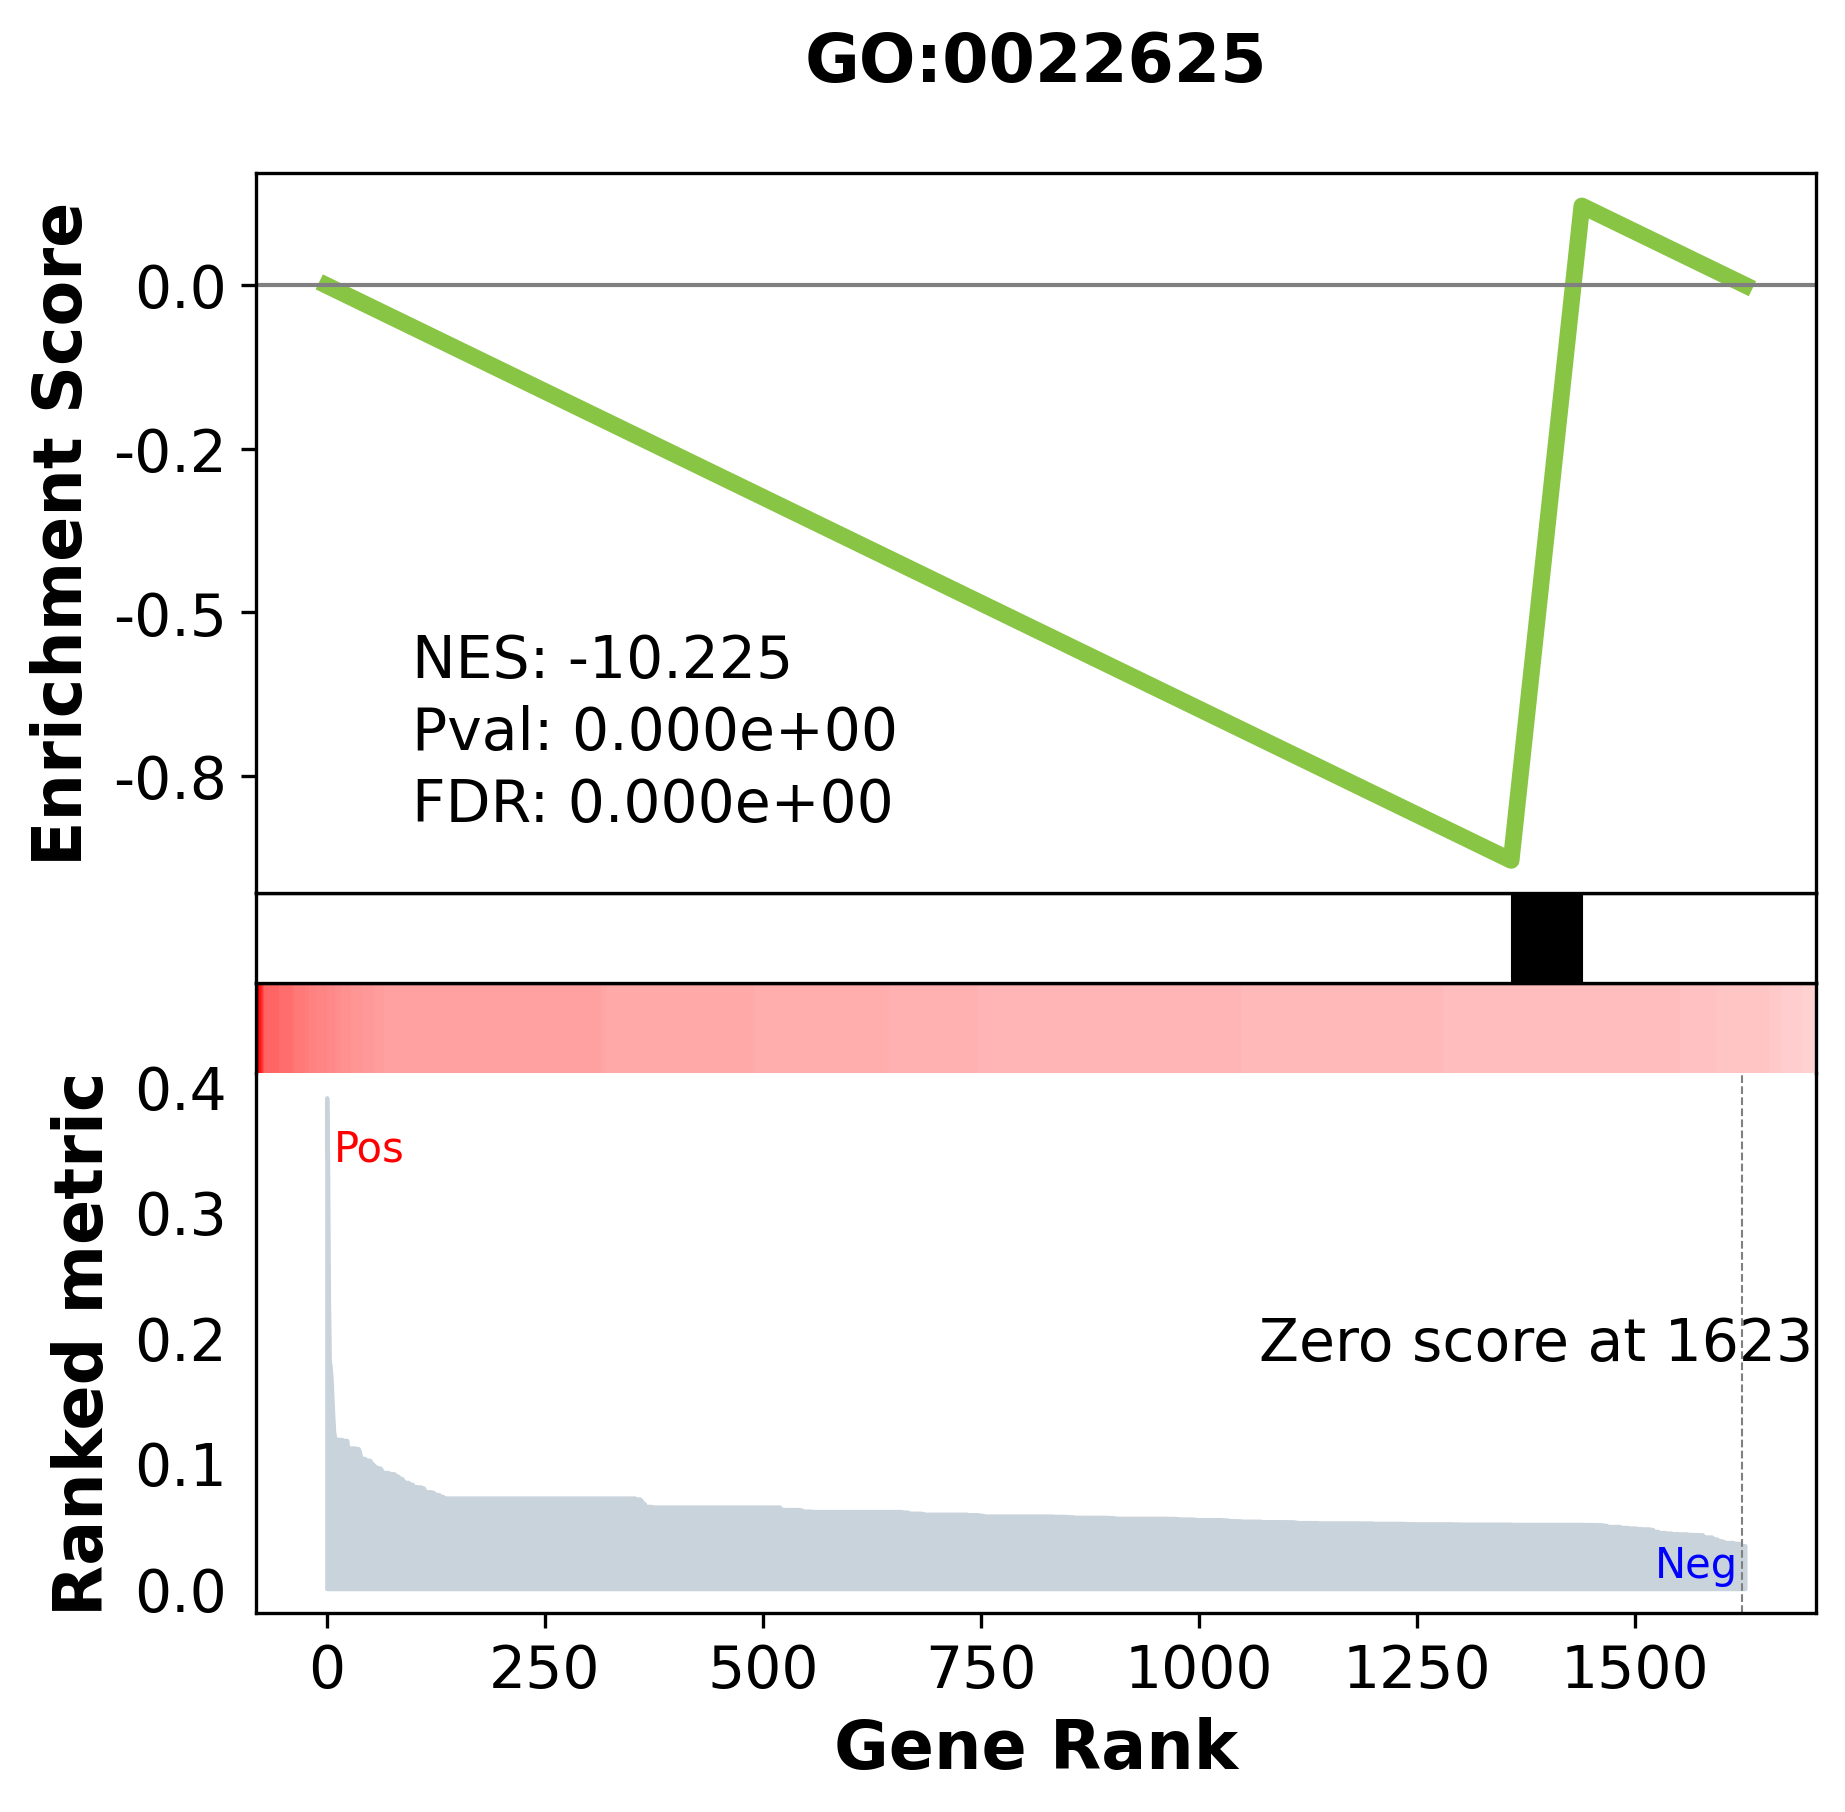 GO:0022625
Enrichment Score
0.0
-0.2
-0.5
-0.8
NES: -10.225
Pval: 0.000e+00
FDR: 0.000e+00
Ranked metric
0.4
0.3
0.2
0.1
0.0
Pos
Zero score at 1623
Neg
0 250 500 750 1000 1250 1500
Gene Rank